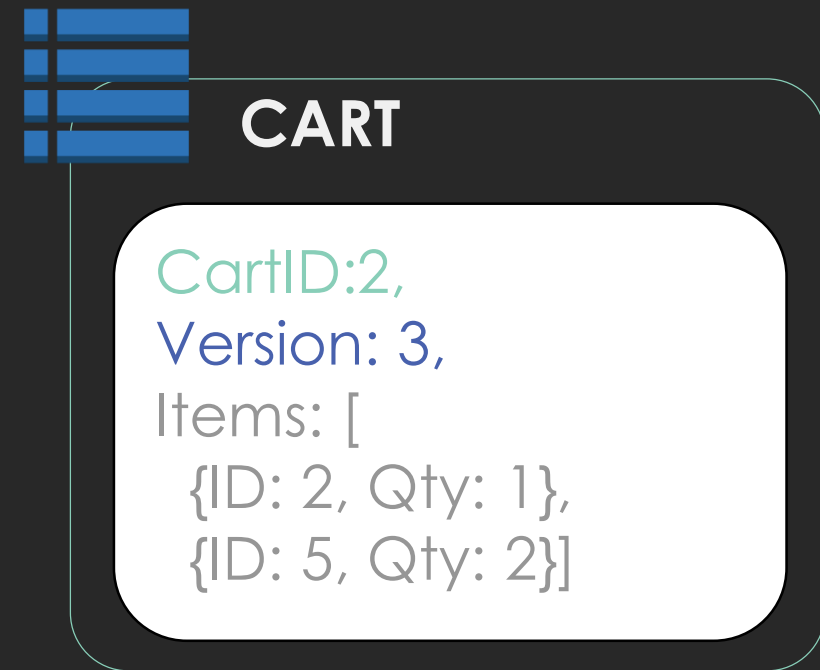 CART
CartID:2,
Version: 3,
Items: [
{ID: 2, Qty: 1},
{ID: 5, Qty: 2}]